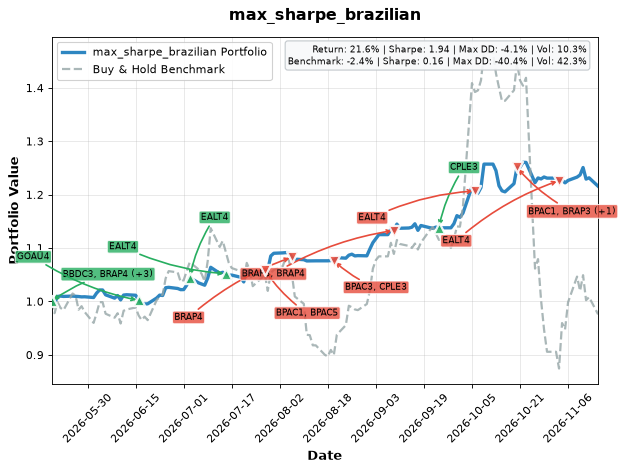 max_sharpe_brazilian
max_sharpe_brazilian Portfolio
Buy & Hold Benchmark
Return: 21.6% | Sharpe: 1.94 | Max DD: -4.1% | Vol: 10.3%
Benchmark: -2.4% | Sharpe: 0.16 | Max DD: -40.4% | Vol: 42.3%
Portfolio Value
1.4
1.3
1.2
1.1
1.0
0.9
CPLE3
EALT4
EALT4
BPAC1, BRAP3 (+1)
EALT4
EALT4
GOAU4
BBDC3, BRAP4 (+3)
BRAP4
BPAC3, CPLE3
BPAC1, BPAC5
BRAP4
2026-05-30
2026-06-15
2026-07-01
2026-07-17
2026-08-02
2026-08-18
2026-09-03
2026-09-19
2026-10-05
2026-10-21
2026-11-06
Date